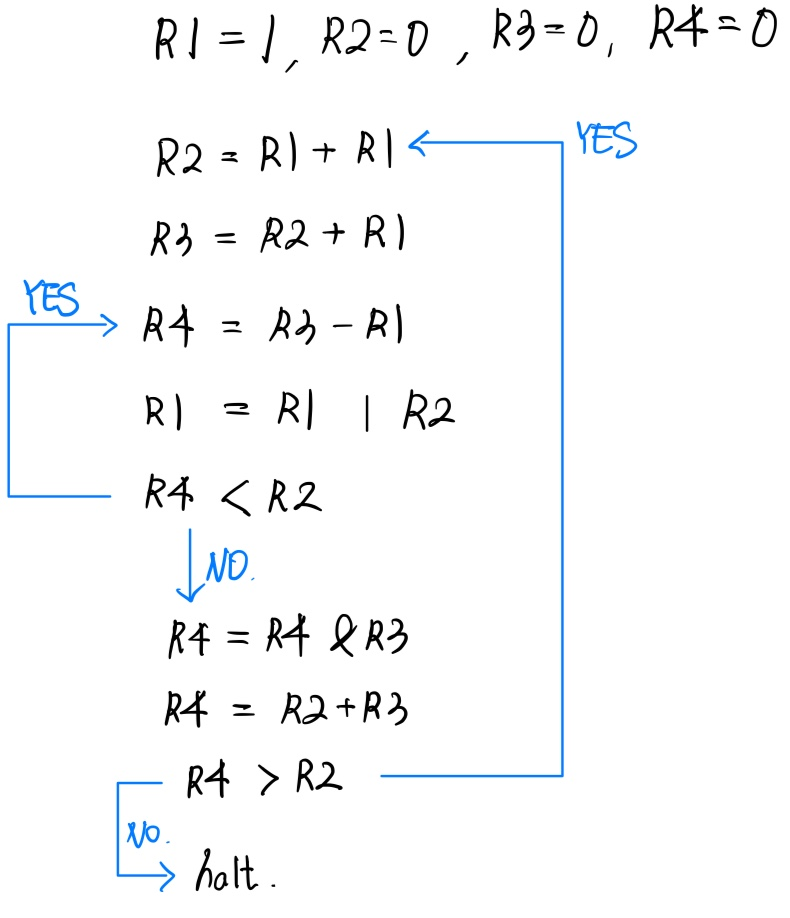 R1 = 1, R2=0, R3=0, R4=0
YES
R2 = R1 + R1
R3 = R2 + R1
YES
R4 = R3 - R1
R1 = R1 | R2
R4 < R2
NO.
R4 = R4 & R3
R4 = R2+R3
R4 > R2
NO.
halt.